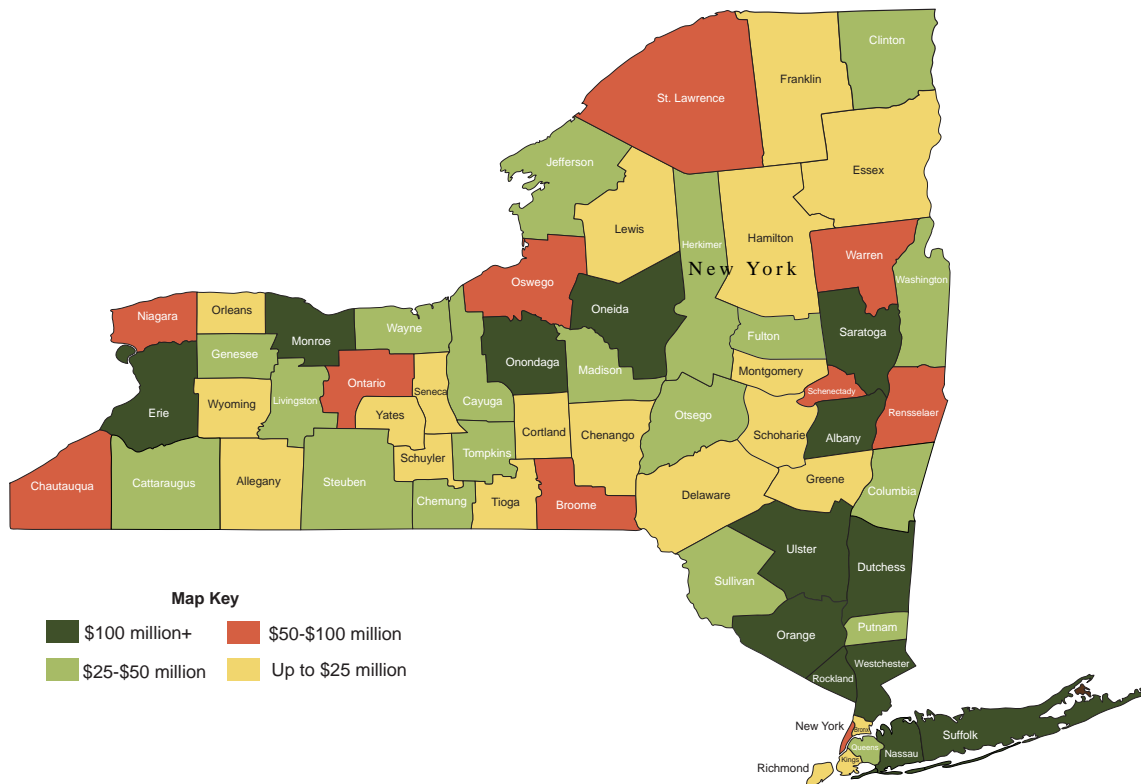 Clinton
Franklin
St. Lawrence
Jefferson
Essex
Lewis
Hamilton
Herkimer
New York
Warren
Washington
Oswego
Oneida
Niagara
Orleans
Monroe
Wayne
Saratoga
Fulton
Genesee
Onondaga
Madison
Montgomery
Ontario
Seneca
Schenectady
Livingston
Cayuga
Wyoming
Erie
Yates
Otsego
Rensselaer
Cortland
Chenango
Schoharie
Albany
Tompkins
Schuyler
Chautauqua
Cattaraugus
Allegany
Steuben
Chemung
Tioga
Broome
Delaware
Greene
Columbia
Ulster
Dutchess
Sullivan
Putnam
Orange
Westchester
Rockland
New York
Bronx
Suffolk
Queens
Nassau
Kings
Richmond
Map Key
$100 million+
$50-$100 million
$25-$50 million
Up to $25 million